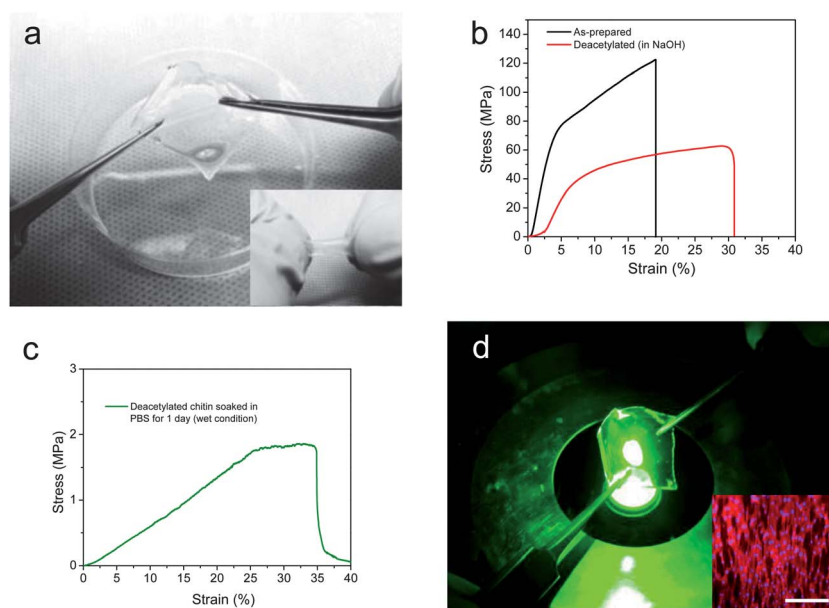 a
b
As-prepared
Deacetylated (in NaOH)
Stress (MPa)
140
120
100
80
60
40
20
0
0 5 10 15 20 25 30 35 40
Strain (%)
c
Deacetylated chitin soaked in
PBS for 1 day (wet condition)
Stress (MPa)
3
2
1
0
0 5 10 15 20 25 30 35 40
Strain (%)
d